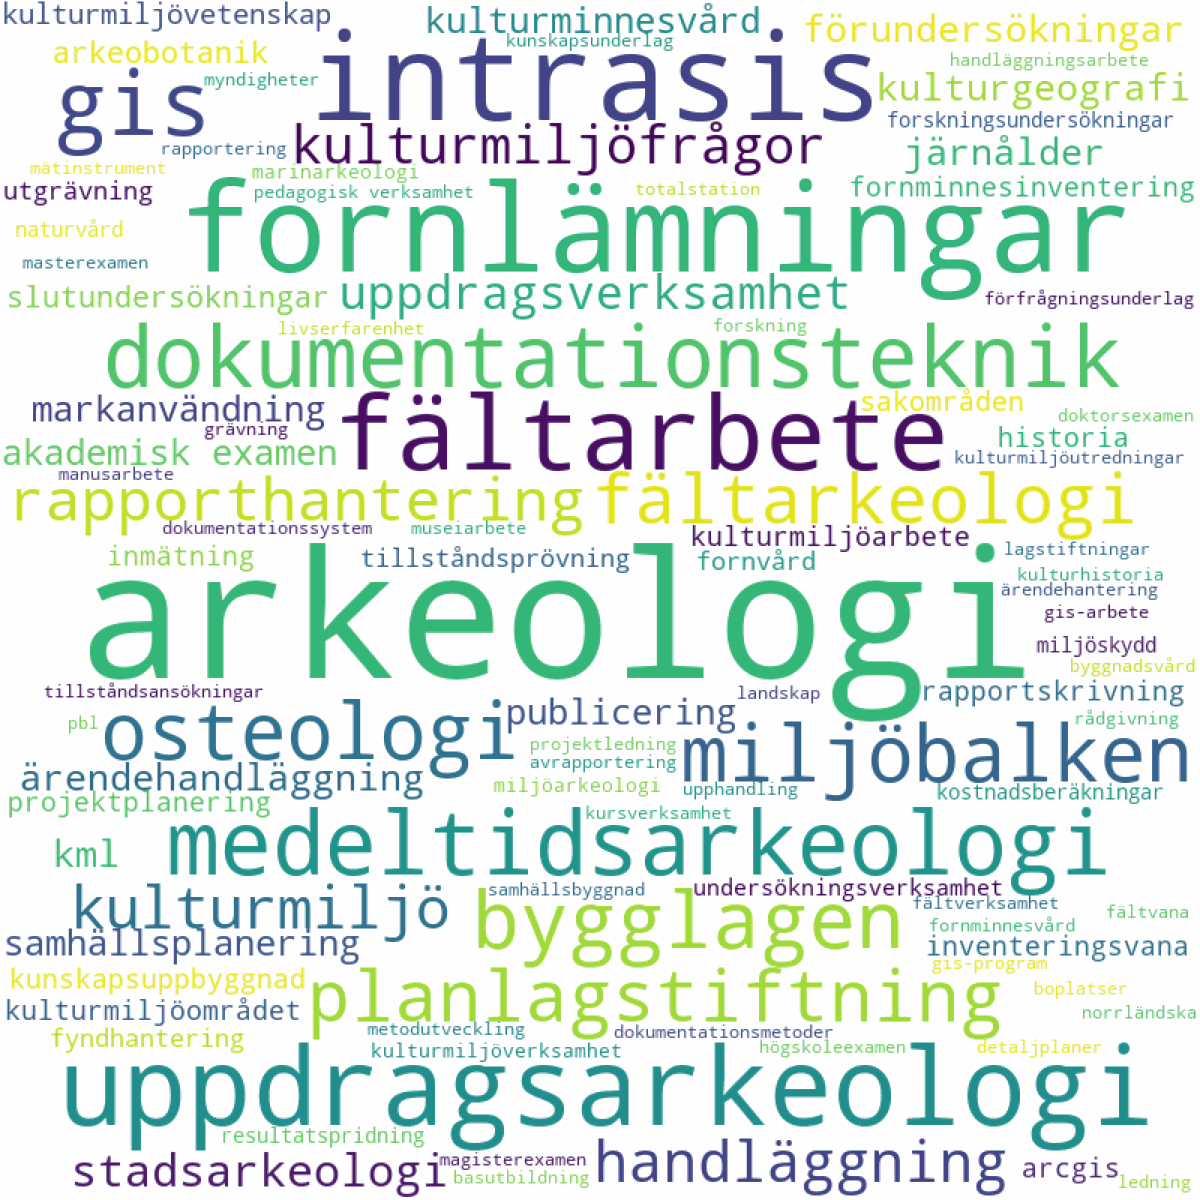 kulturmiljövetenskap
kulturminnesvård
förundersökningar
arkeobotanik
kunskapsunderlag
intrasis
handläggningsarbete
gis
myndigheter
kulturgeografi
forskningsundersökningar
kulturmiljöfrågor
rapportering
järnålder
mätinstrument
marinarkeologi
utgrävning
pedagogisk verksamhet
totalstation
fornminnesinventering
fornlämningar
naturvård
masterexamen
slutundersökningar
uppdragsverksamhet
förfrågningsunderlag
livserfarenhet
forskning
dokumentationsteknik
markanvändning
fältarbete
sakområden
doktorsexamen
grävning
historia
akademisk examen
kulturmiljöutredningar
manusarbete
rapporthantering
fältarkeologi
dokumentationssystem
museiarbete
kulturmiljöarbete
inmätning
tillståndsprövning
fornvård
lagstiftningar
kulturhistoria
ärendehantering
arkeologi
gis-arbete
miljöskydd
byggnadsvård
tillståndsansökningar
landskap
rapportskrivning
pbl
osteologi
publicering
rådgivning
projektledning
avrapportering
miljöbalken
ärendehandläggning
miljöarkeologi
upphandling
kostnadsberäkningar
projektplanering
kursverksamhet
medeltidsarkeologi
kml
samhällsbyggnad
undersökningsverksamhet
fältverksamhet
kulturmiljö
bygglagen
fältvana
fornminnesvård
samhällsplanering
inventeringsvana
gis-program
kunskapsuppbyggnad
planlagstiftning
boplatser
kulturmiljöområdet
norrländska
metodutveckling
dokumentationsmetoder
fyndhantering
kulturmiljöverksamhet
högskoleexamen
detaljplaner
uppdragsarkeologi
resultatspridning
stadsarkeologi
magisterexamen
handläggning
arcgis
basutbildning
ledning